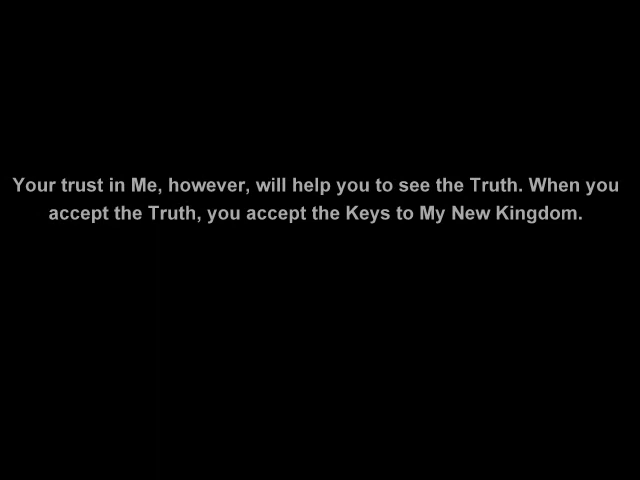 Your trust in Me, however, will help you to see the Truth. When you
accept the Truth, you accept the Keys to My New Kingdom.